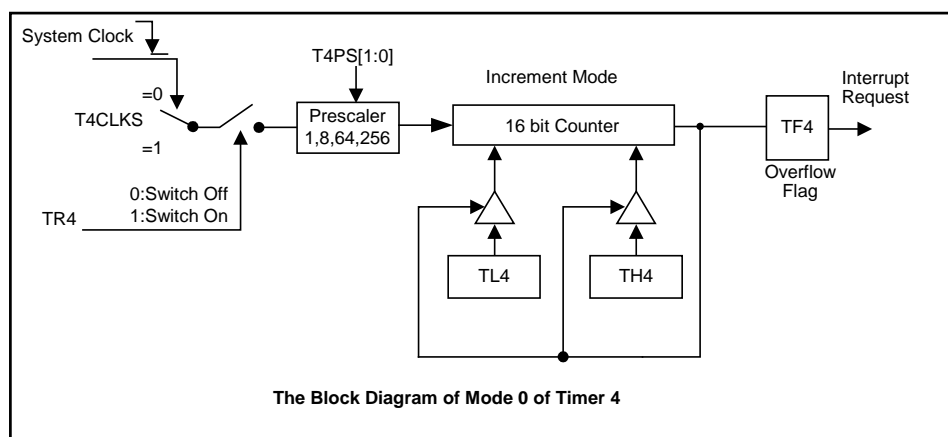 System Clock
T4PS[1:0]
Increment Mode
Interrupt
Request
=0
T4CLKS
=1
Prescaler
1,8,64,256
16 bit Counter
TF4
Overflow
Flag
0:Switch Off
1:Switch On
TR4
TL4
TH4
The Block Diagram of Mode 0 of Timer 4